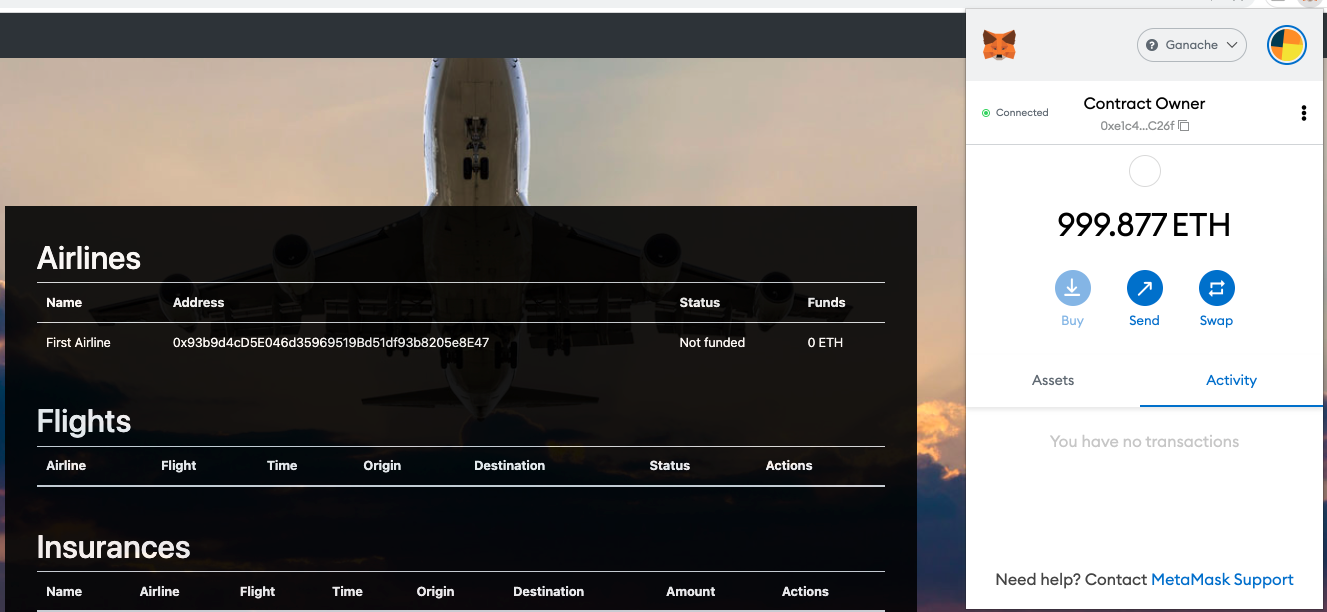 Airlines
Name Address Status Funds
First Airline 0x93b9d4cD5E046d35969519Bd51df93b8205e8E47 Not funded 0 ETH
Flights
Airline Flight Time Origin Destination Status Actions
Insurances
Name Airline Flight Time Origin Destination Amount Actions
Ganache
Connected
Contract Owner
0xe1c4...C26f
999.877 ETH
Buy Send Swap
Assets Activity
You have no transactions
Need help? Contact MetaMask Support